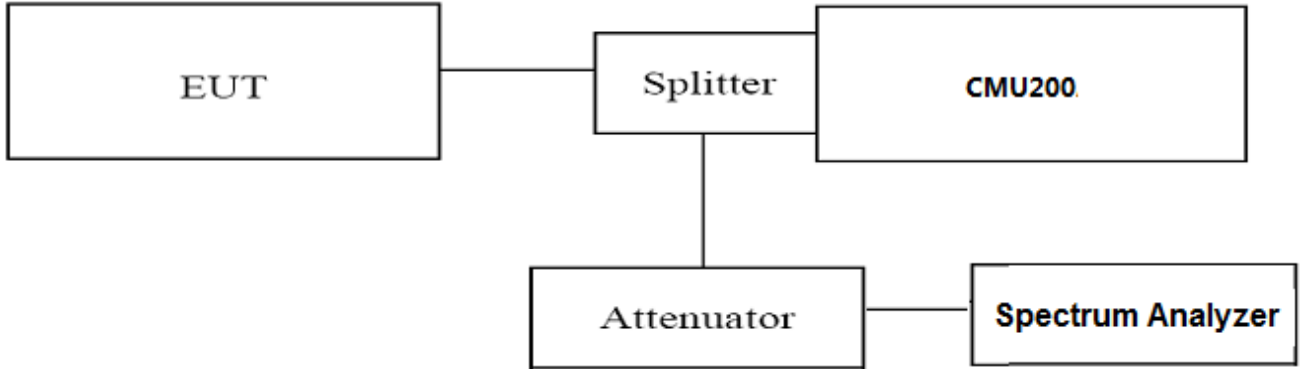 EUT
Splitter
CMU200
Attenuator
Spectrum Analyzer